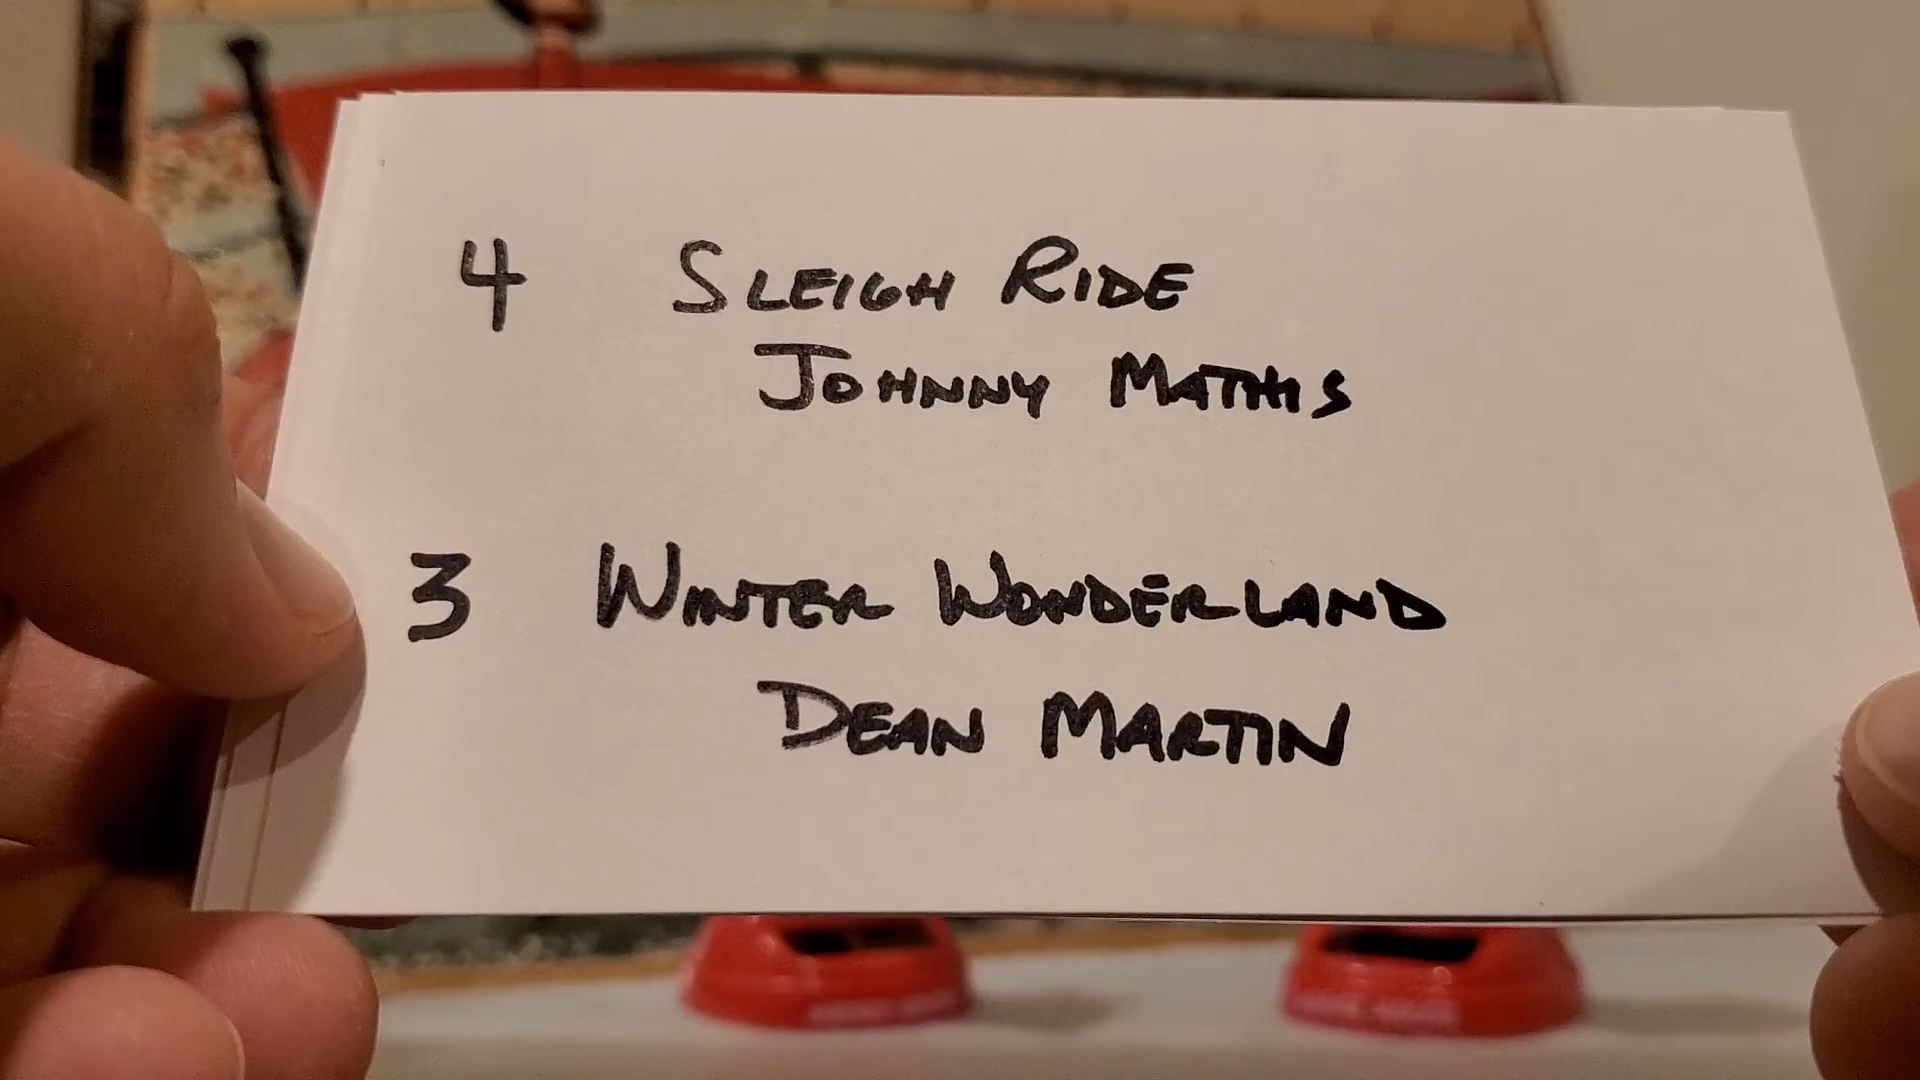 4 SLEIGH RIDE
JOHNNY MATHIS
3 WINTER WONDERLAND
DEAN MARTIN